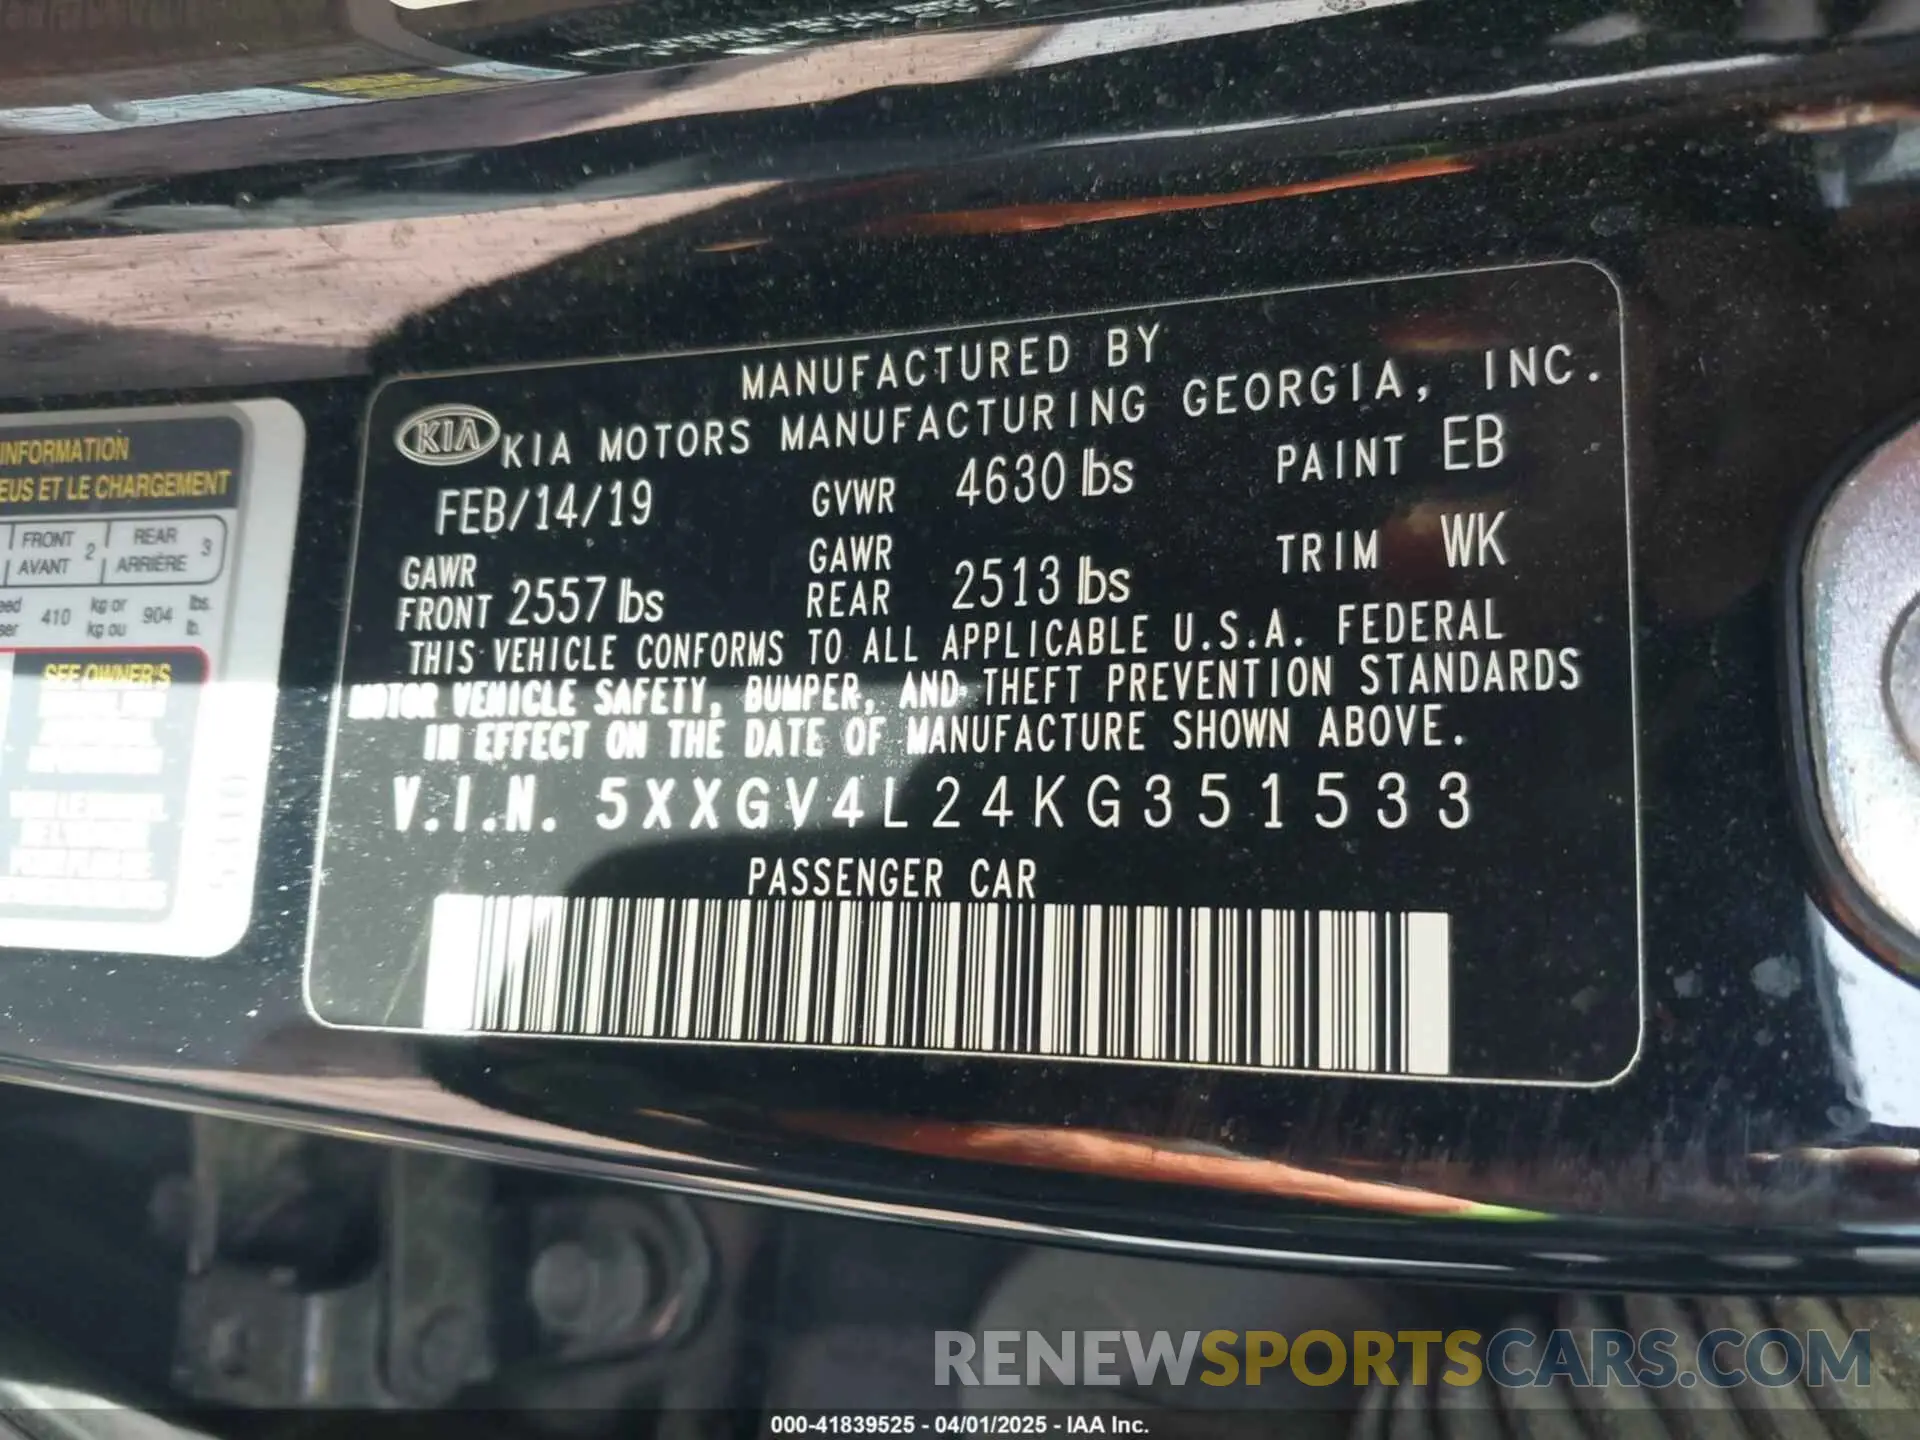 MANUFACTURED BY
KIA KIA MOTORS MANUFACTURING GEORGIA, INC.
FEB/14/19 GVWR 4630 lbs PAINT EB
GAWR FRONT 2557 lbs GAWR REAR 2513 lbs TRIM WK
THIS VEHICLE CONFORMS TO ALL APPLICABLE U.S.A. FEDERAL
MOTOR VEHICLE SAFETY, BUMPER, AND THEFT PREVENTION STANDARDS
IN EFFECT ON THE DATE OF MANUFACTURE SHOWN ABOVE.
V.I.N. 5XXGV4L24KG351533
PASSENGER CAR
INFORMATION
EUS ET LE CHARGEMENT
FRONT AVANT 2 REAR ARRIÈRE 3
410 kg or kg ou 904 lbs. lb.
SEE OWNER'S
RENEWSPORTSCARS.COM
000-41839525 - 04/01/2025 - IAA Inc.